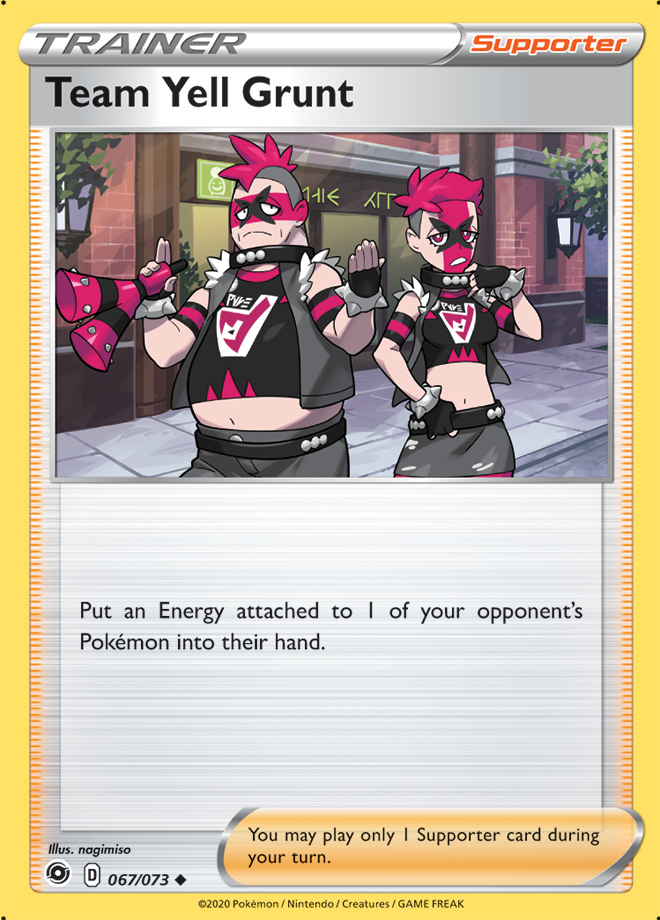 TRAINER
Supporter
Team Yell Grunt
Put an Energy attached to 1 of your opponent's
Pokémon into their hand.
You may play only 1 Supporter card during
your turn.
Illus. nagimiso
D 067/073
©2020 Pokémon / Nintendo / Creatures / GAME FREAK